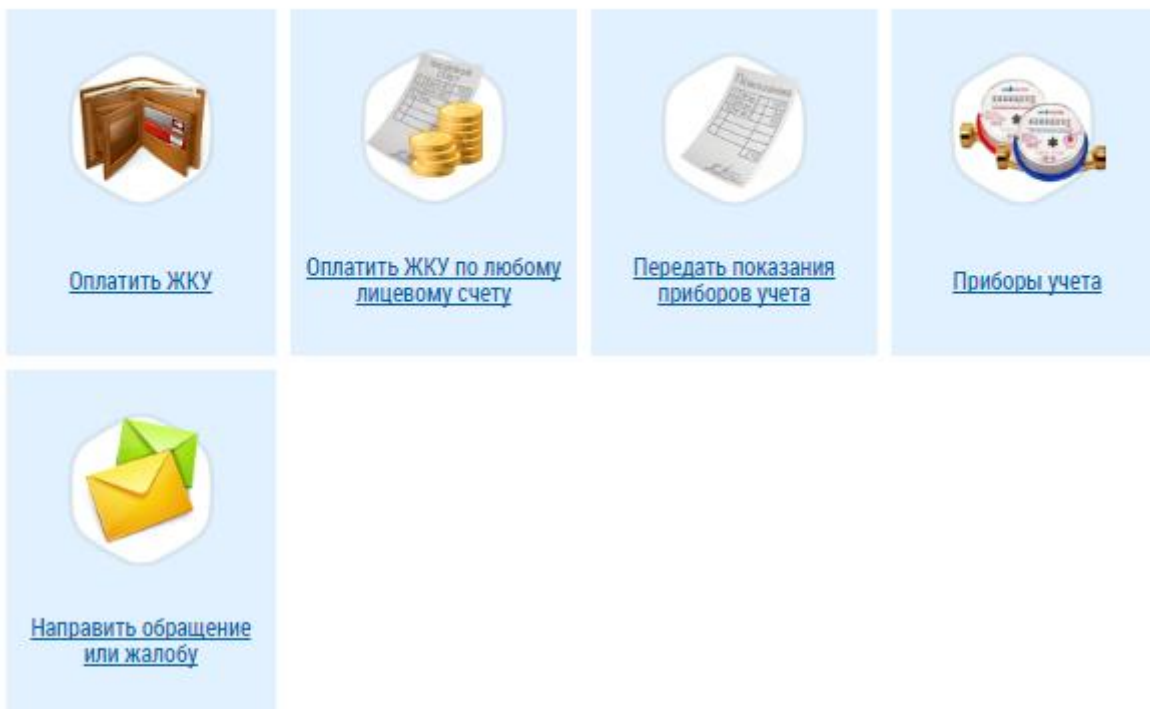 Оплатить ЖКУ
Оплатить ЖКУ по любому
лицевому счету
Передать показания
приборов учета
Приборы учета
Направить обращение
или жалобу